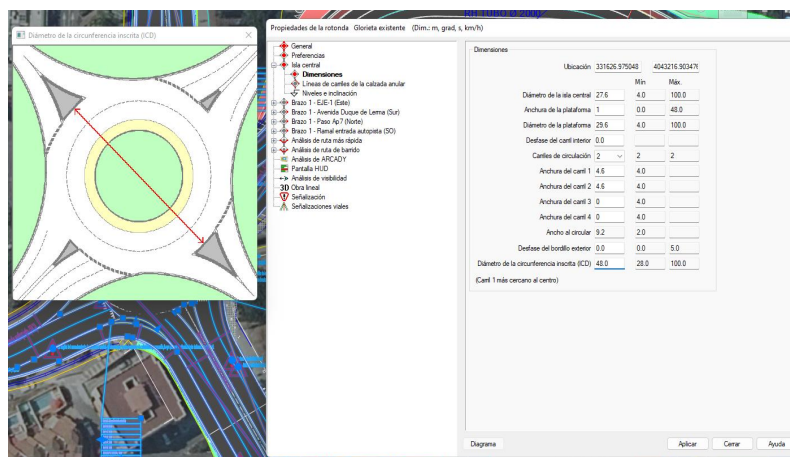 RH TUBO Ø 2000
Diámetro de la circunferencia inscrita (ICD)
Propiedades de la rotonda Glorieta existente (Dim.: m, grad, s, km/h)
General
Preferencias
Isla central
Dimensiones
Líneas de carriles de la calzada anular
Niveles e inclinación
Brazo 1 - EJE-1 (Este)
Brazo 1 - Avenida Duque de Lerma (Sur)
Brazo 1 - Paso Ap7 (Norte)
Brazo 1 - Ramal entrada autopista (SO)
Análisis de ruta más rápida
Análisis de ruta de barrido
Análisis de ARCADY
Pantalla HUD
Análisis de visibilidad
3D Obra lineal
Señalización
Señalizaciones viales
Dimensiones
Ubicación 331626.975048 4043216.903476
Mín Máx.
Diámetro de la isla central 27.6 4.0 100.0
Anchura de la plataforma 1 0.0 48.0
Diámetro de la plataforma 29.6 4.0 100.0
Desfase del carril interior 0.0
Carriles de circulación 2 2 2
Anchura del carril 1 4.6 4.0
Anchura del carril 2 4.6 4.0
Anchura del carril 3 0 4.0
Anchura del carril 4 0 4.0
Ancho al circular 9.2 2.0
Desfase del bordillo exterior 0.0 0.0 5.0
Diámetro de la circunferencia inscrita (ICD) 48.0 28.0 100.0
(Carril 1 más cercano al centro)
Diagrama Aplicar Cerrar Ayuda